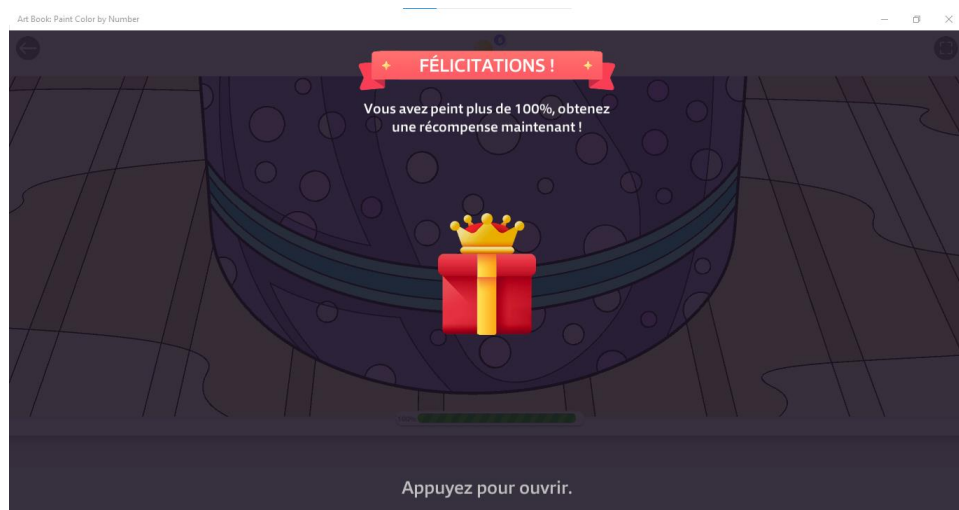 Art Book: Paint Color by Number
FÉLICITATIONS !
Vous avez peint plus de 100%, obtenez
une récompense maintenant !
100%
Appuyez pour ouvrir.